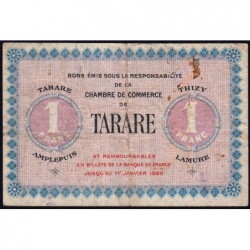 BONS ÉMIS SOUS LA RESPONSABILITÉ
DE LA
CHAMBRE DE COMMERCE
DE
TARARE
TARARE
1
FRANC
AMPLEPUIS
THIZY
1
FRANC
LAMURE
ET REMBOURSABLES
EN BILLETS DE LA BANQUE DE FRANCE
JUSQU'AU 1ER JANVIER